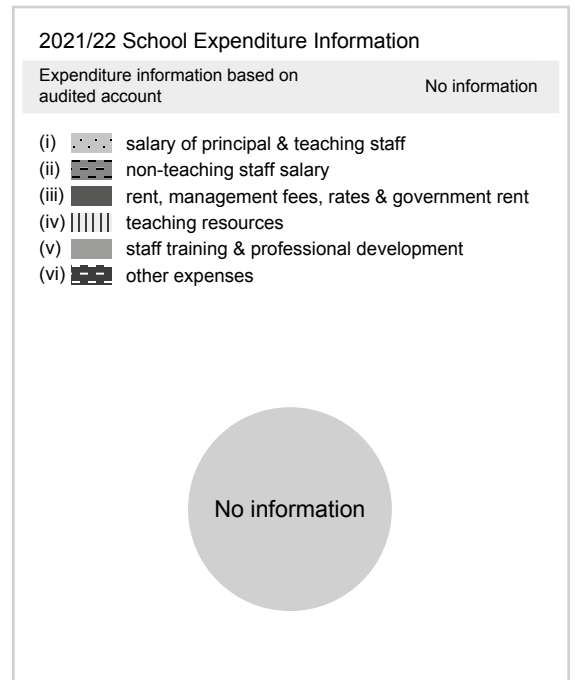 2021/22 School Expenditure Information
Expenditure information based on
audited account
No information
(i) salary of principal & teaching staff
(ii) non-teaching staff salary
(iii) rent, management fees, rates & government rent
(iv) teaching resources
(v) staff training & professional development
(vi) other expenses
No information